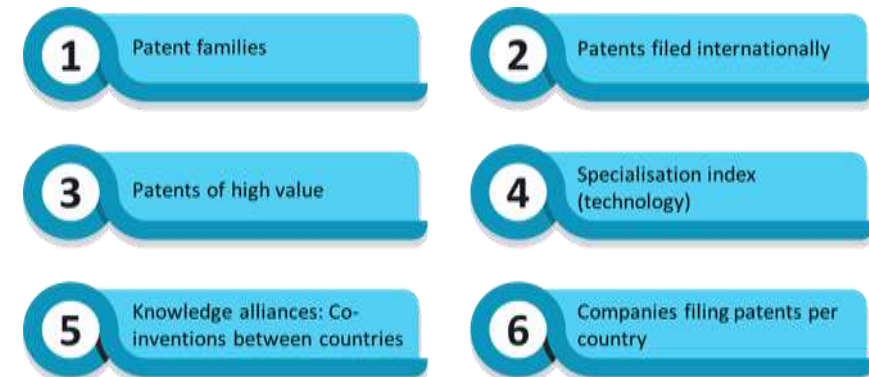 1
Patent families
2
Patents filed internationally
3
Patents of high value
4
Specialisation index
(technology)
5
Knowledge alliances: Co-
inventions between countries
6
Companies filing patents per
country